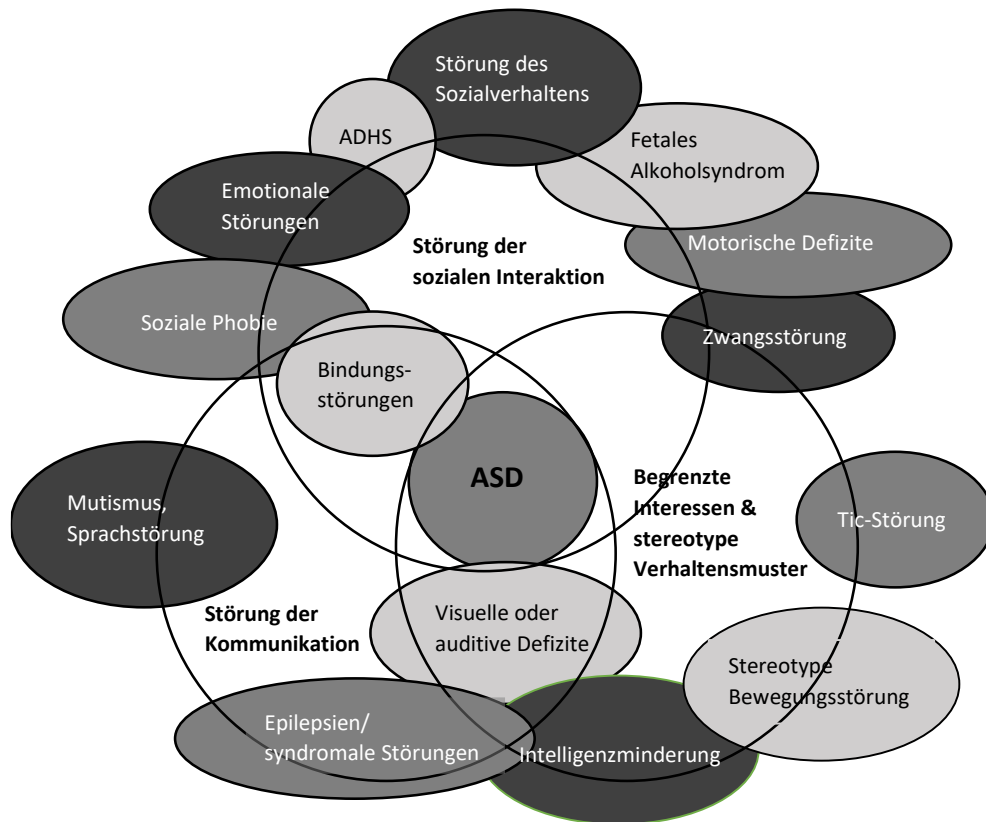 Störung des
Sozialverhaltens
ADHS
Fetales
Alkoholsyndrom
Emotionale
Störungen
Störung der
sozialen Interaktion
Motorische Defizite
Soziale Phobie
Zwangsstörung
Bindungs-
störungen
ASD
Begrenzte
Interessen &
stereotype
Verhaltensmuster
Mutismus,
Sprachstörung
Tic-Störung
Störung der
Kommunikation
Visuelle oder
auditive Defizite
Stereotype
Bewegungsstörung
Epilepsien/
syndromale Störungen
Intelligenzminderung